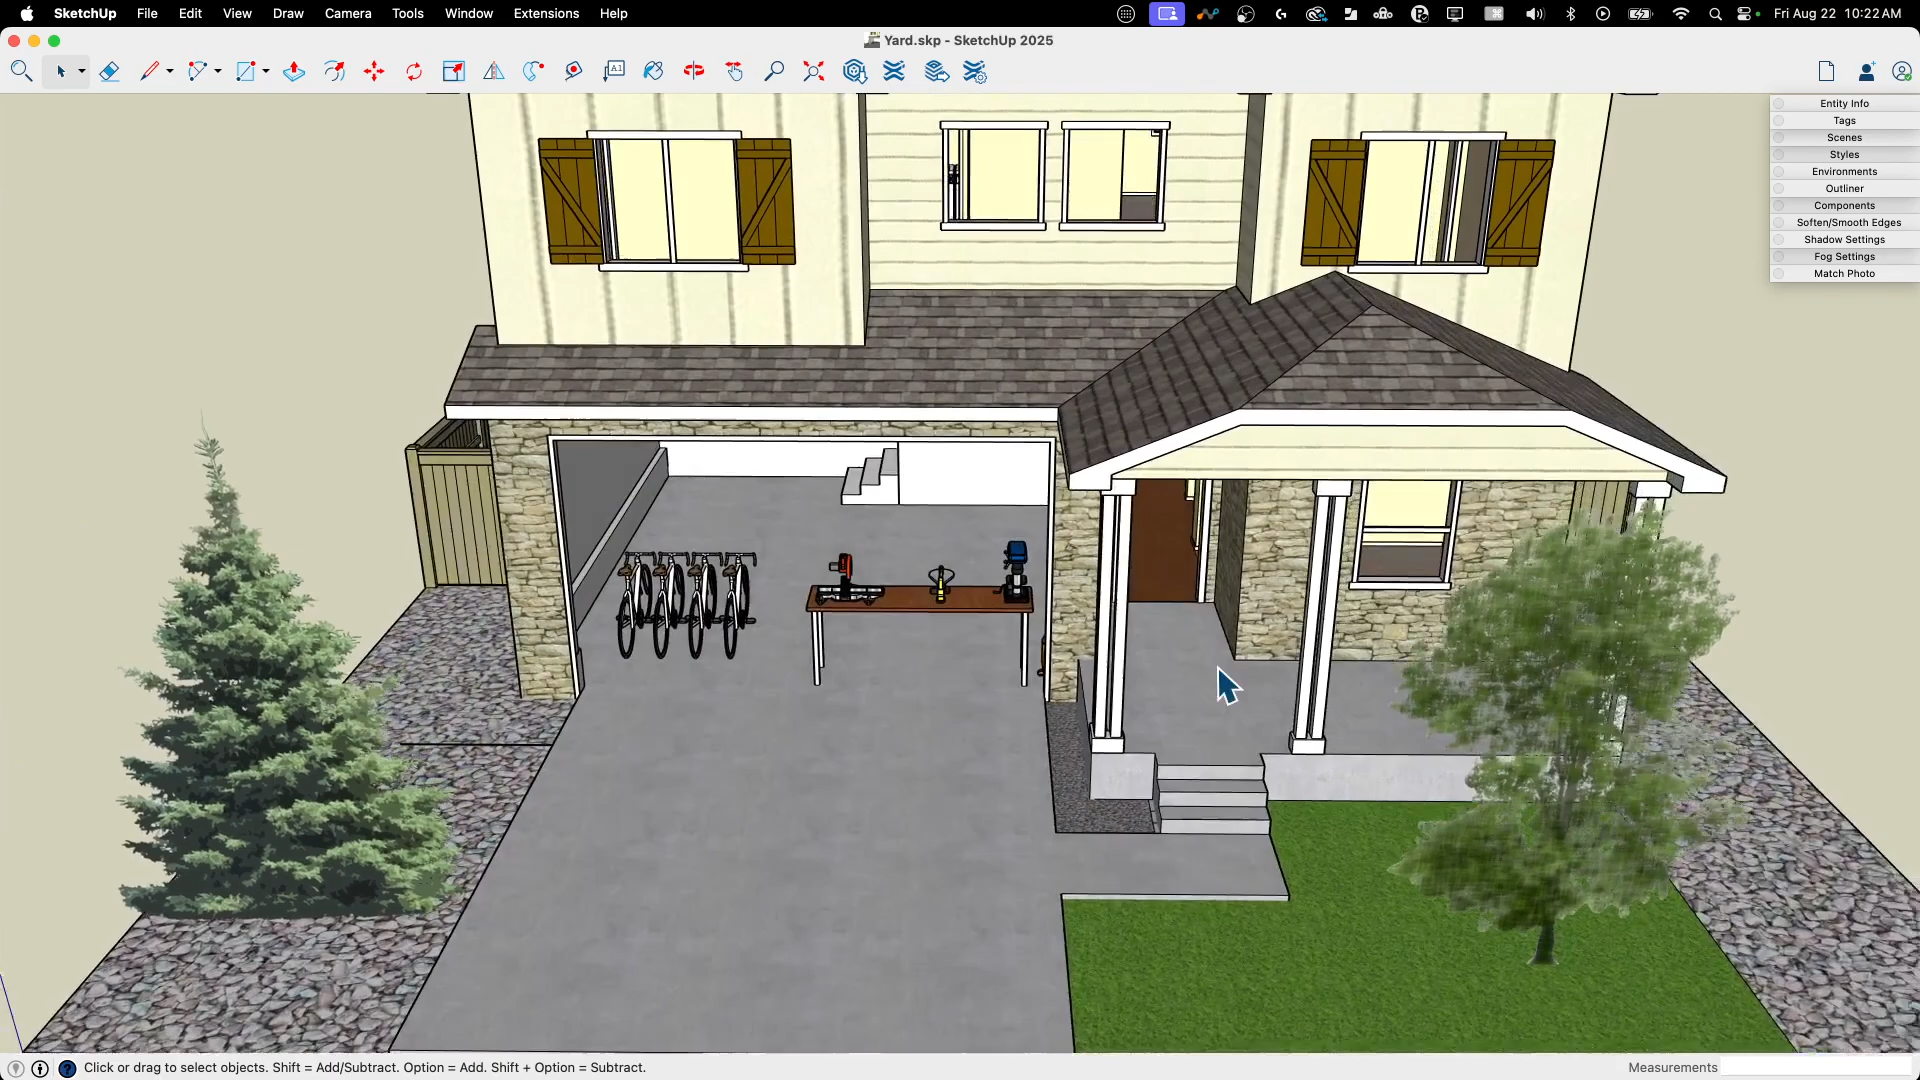 SketchUp File Edit View Draw Camera Tools Window Extensions Help Fri Aug 22 10:22 AM
Yard.skp - SketchUp 2025
A1
Entity Info
Tags
Scenes
Styles
Environments
Outliner
Components
Soften/Smooth Edges
Shadow Settings
Fog Settings
Match Photo
Click or drag to select objects. Shift = Add/Subtract. Option = Add. Shift + Option = Subtract. Measurements